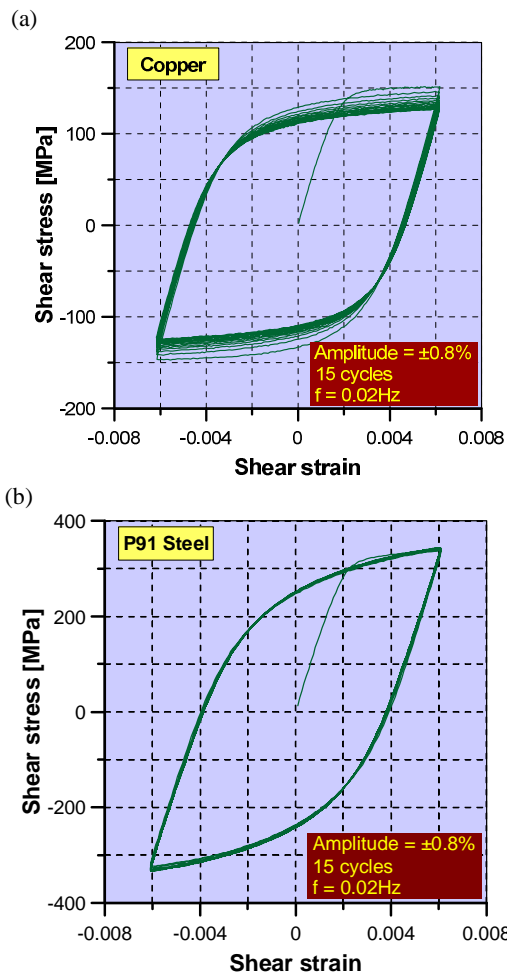 (a)
200
Copper
100
0
-100
-200
Shear stress [MPa]
Amplitude = ±0.8%
15 cycles
f = 0.02Hz
-0.008 -0.004 0 0.004 0.008
Shear strain
(b)
400
P91 Steel
200
0
-200
-400
Shear stress [MPa]
Amplitude = ±0.8%
15 cycles
f = 0.02Hz
-0.008 -0.004 0 0.004 0.008
Shear strain